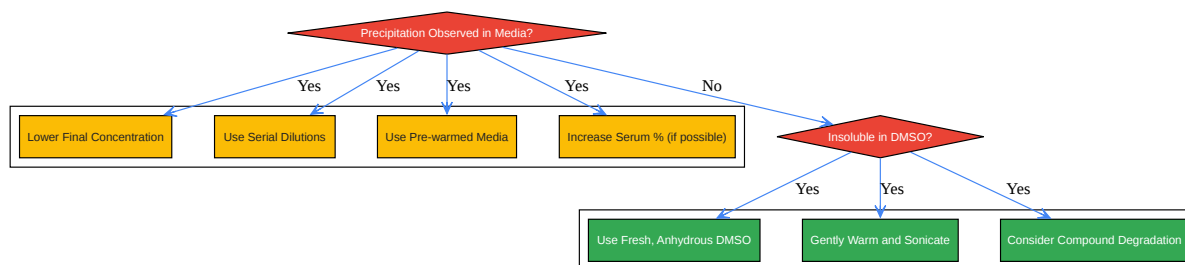 Precipitation Observed in Media?
Yes
Yes
Yes
Yes
No
Lower Final Concentration
Use Serial Dilutions
Use Pre-warmed Media
Increase Serum % (if possible)
Insoluble in DMSO?
Yes
Yes
Yes
Use Fresh, Anhydrous DMSO
Gently Warm and Sonicate
Consider Compound Degradation